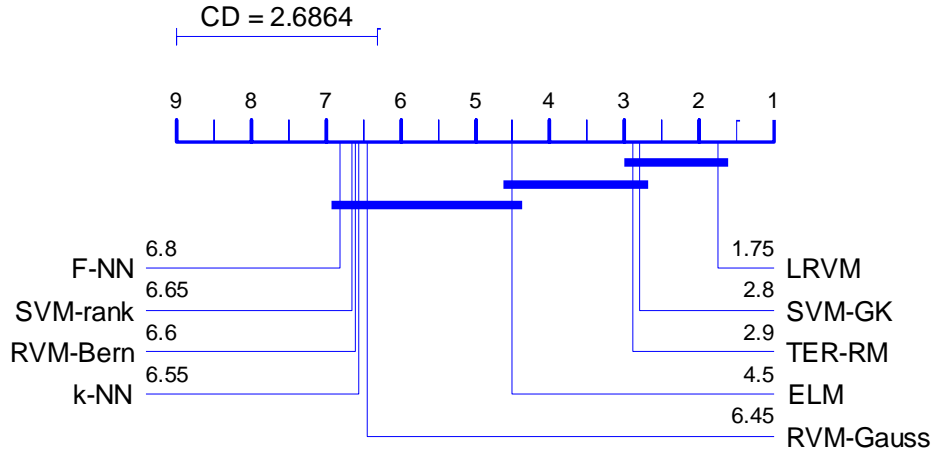 CD = 2.6864
9 8 7 6 5 4 3 2 1
6.8
F-NN
6.65
SVM-rank
6.6
RVM-Bern
6.55
k-NN
1.75
LRVM
2.8
SVM-GK
2.9
TER-RM
4.5
ELM
6.45
RVM-Gauss